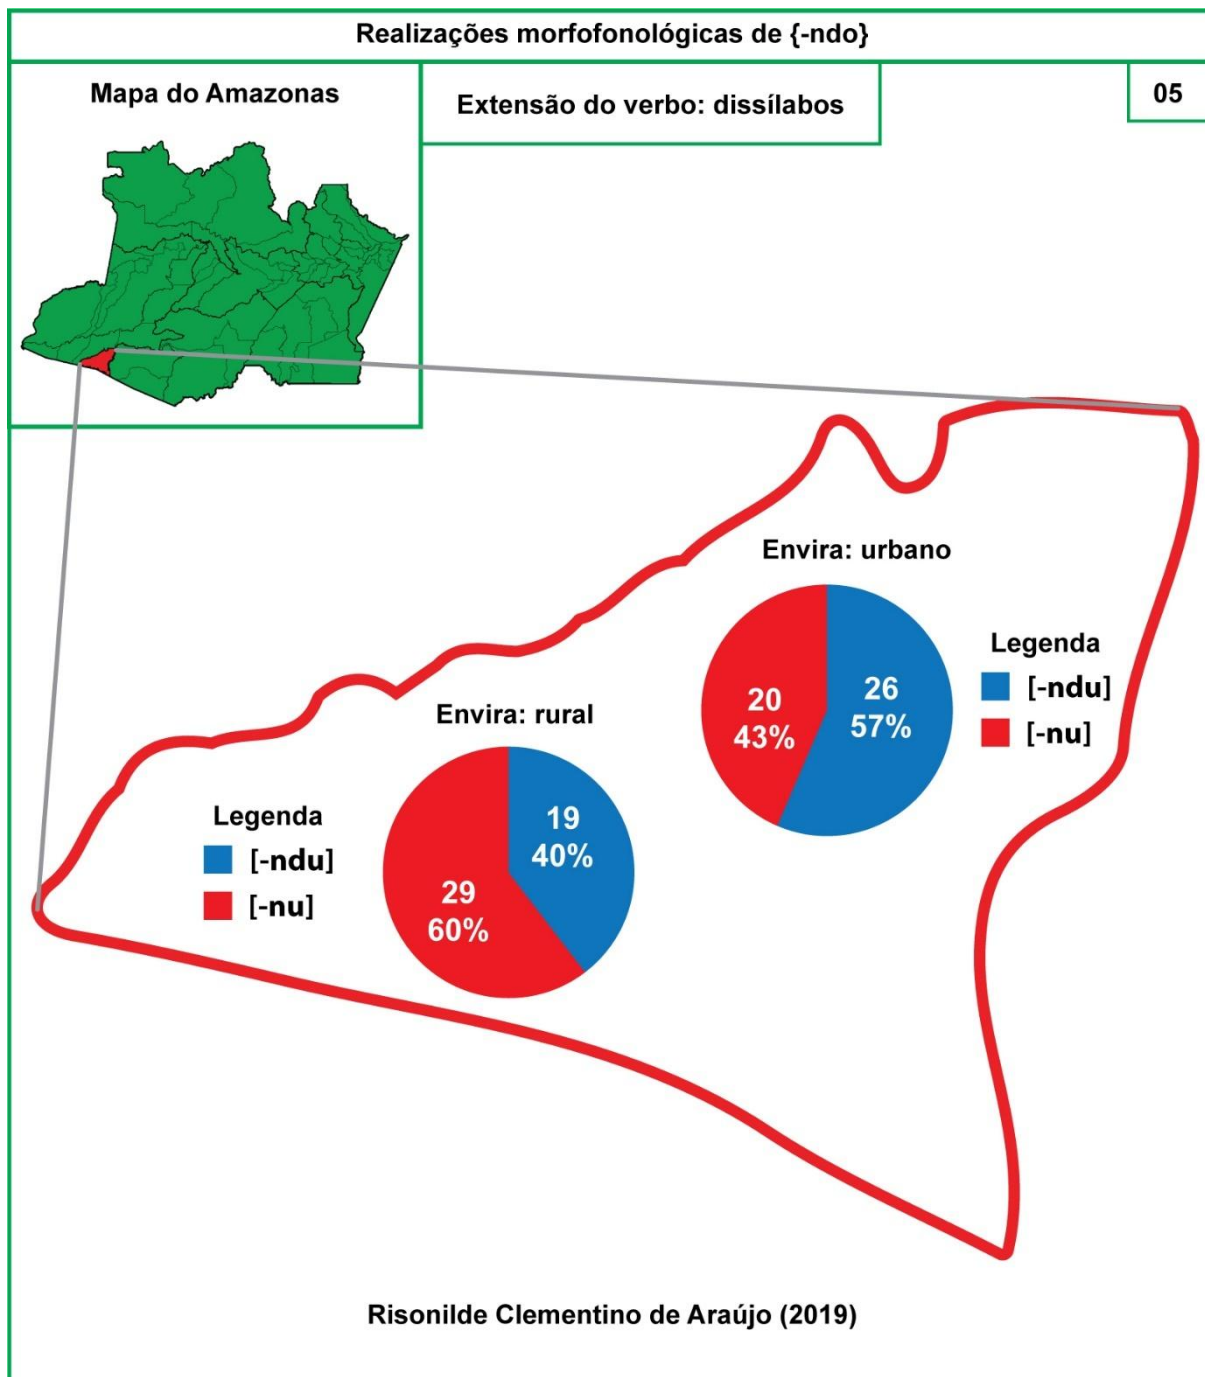 Realizações morfofonológicas de {-ndo}
Mapa do Amazonas
Extensão do verbo: dissílabos
05
Envira: urbano
20
43%
26
57%
Legenda
[-ndu]
[-nu]
Envira: rural
19
40%
29
60%
Legenda
[-ndu]
[-nu]
Risonilde Clementino de Araújo (2019)